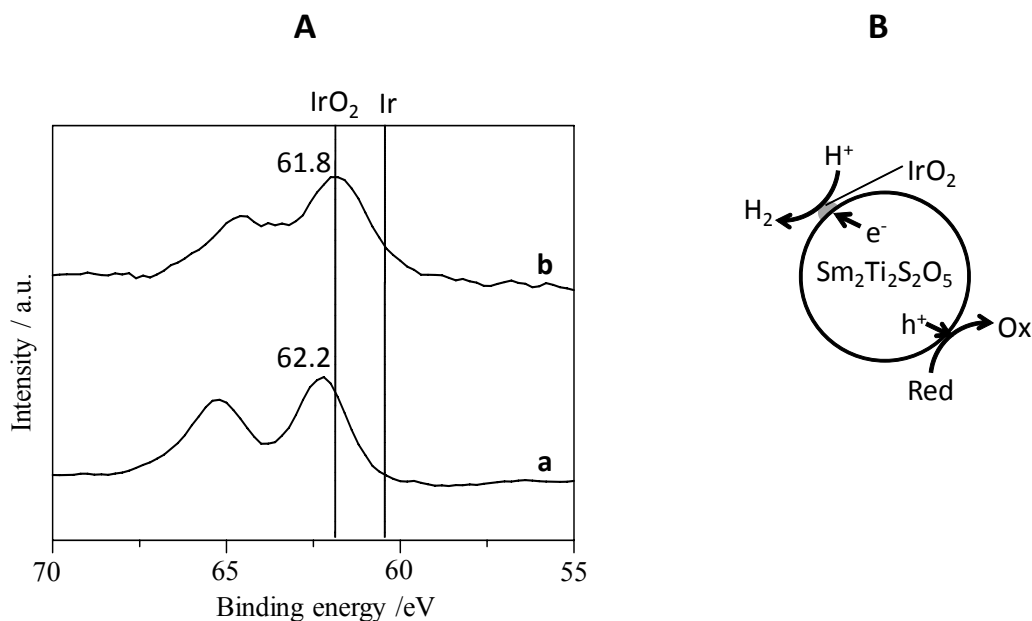 A
B
IrO₂ Ir
61.8
b
62.2
a
Intensity / a.u.
70 65 60 55
Binding energy /eV
H⁺
IrO₂
H₂
e⁻
Sm₂Ti₂S₂O₅
h⁺
Ox
Red